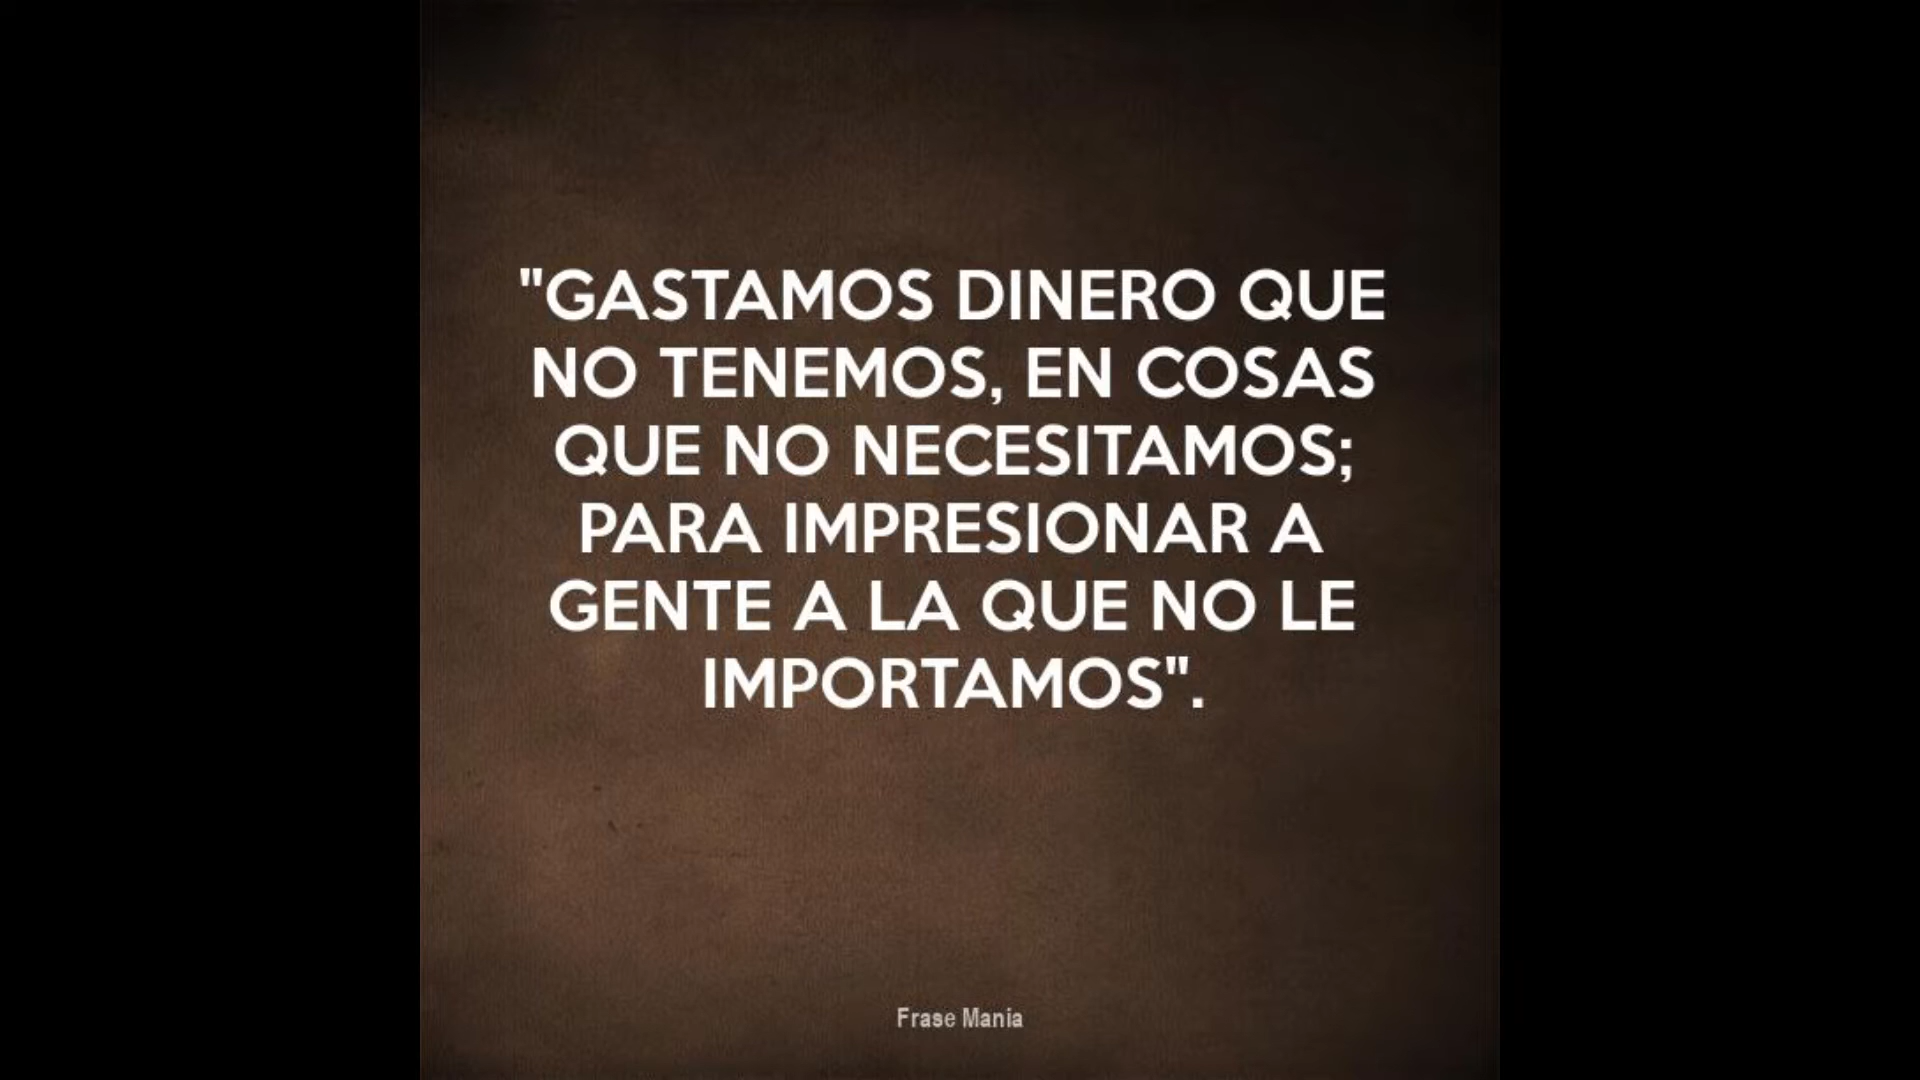 "GASTAMOS DINERO QUE
NO TENEMOS, EN COSAS
QUE NO NECESITAMOS;
PARA IMPRESIONAR A
GENTE A LA QUE NO LE
IMPORTAMOS".
Frase Mania